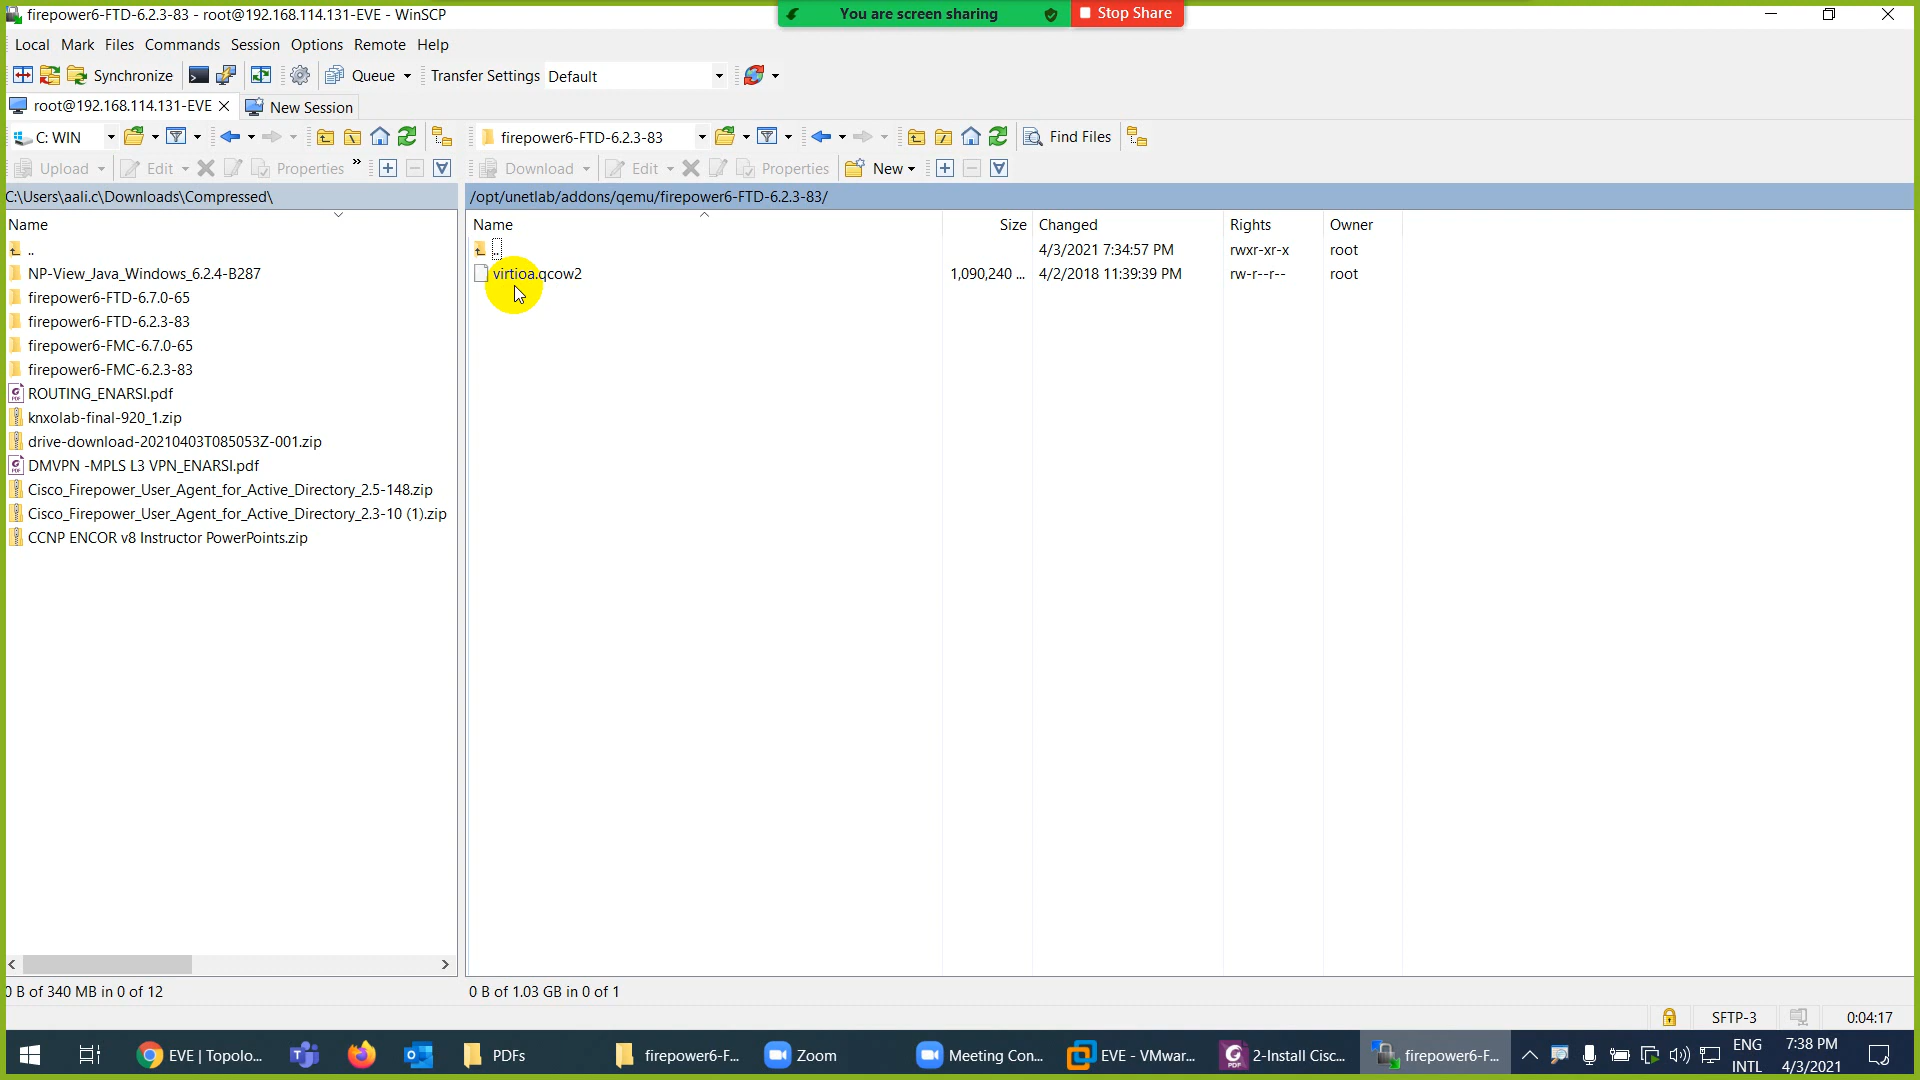 firepower6-FTD-6.2.3-83 - root@192.168.114.131-EVE - WinSCP
You are screen sharing
Stop Share
Local Mark Files Commands Session Options Remote Help
Synchronize Queue Transfer Settings Default
root@192.168.114.131-EVE New Session
C: WIN firepower6-FTD-6.2.3-83 Find Files
Upload Edit Properties » Download Edit Properties New
C:\Users\aali.c\Downloads\Compressed\
/opt/unetlab/addons/qemu/firepower6-FTD-6.2.3-83/
Name
..
NP-View_Java_Windows_6.2.4-B287
firepower6-FTD-6.7.0-65
firepower6-FTD-6.2.3-83
firepower6-FMC-6.7.0-65
firepower6-FMC-6.2.3-83
ROUTING_ENARSI.pdf
knxolab-final-920_1.zip
drive-download-20210403T085053Z-001.zip
DMVPN -MPLS L3 VPN_ENARSI.pdf
Cisco_Firepower_User_Agent_for_Active_Directory_2.5-148.zip
Cisco_Firepower_User_Agent_for_Active_Directory_2.3-10 (1).zip
CCNP ENCOR v8 Instructor PowerPoints.zip
Name Size Changed Rights Owner
.. 4/3/2021 7:34:57 PM rwxr-xr-x root
virtioa.qcow2 1,090,240 ... 4/2/2018 11:39:39 PM rw-r--r-- root
0 B of 340 MB in 0 of 12
0 B of 1.03 GB in 0 of 1
SFTP-3 0:04:17
EVE | Topolo... PDFs firepower6-F... Zoom Meeting Con... EVE - VMwar... 2-Install Cisc... firepower6-F...
ENG
INTL
7:38 PM
4/3/2021